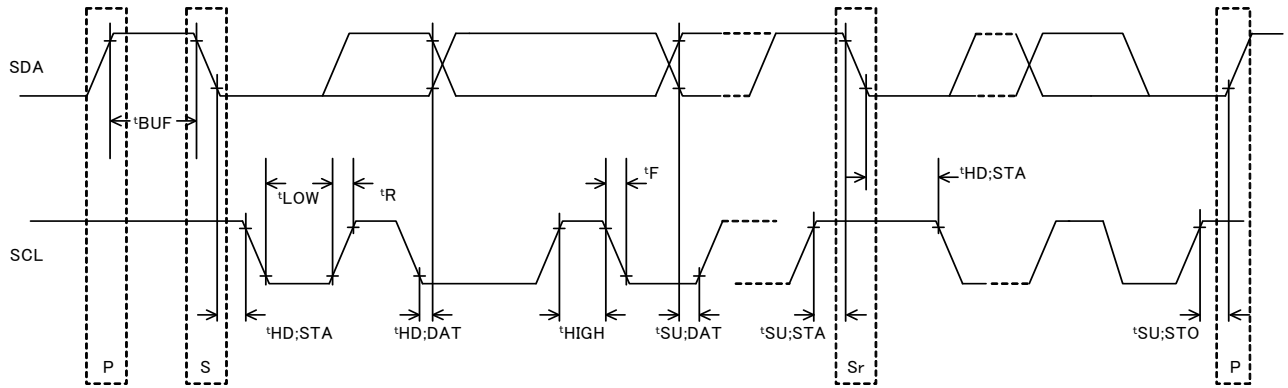 SDA
tBUF
tLOW
tR
tF
tHD;STA
SCL
tHD;STA
tHD;DAT
tHIGH
tSU;DAT
tSU;STA
tSU;STO
P
S
Sr
P